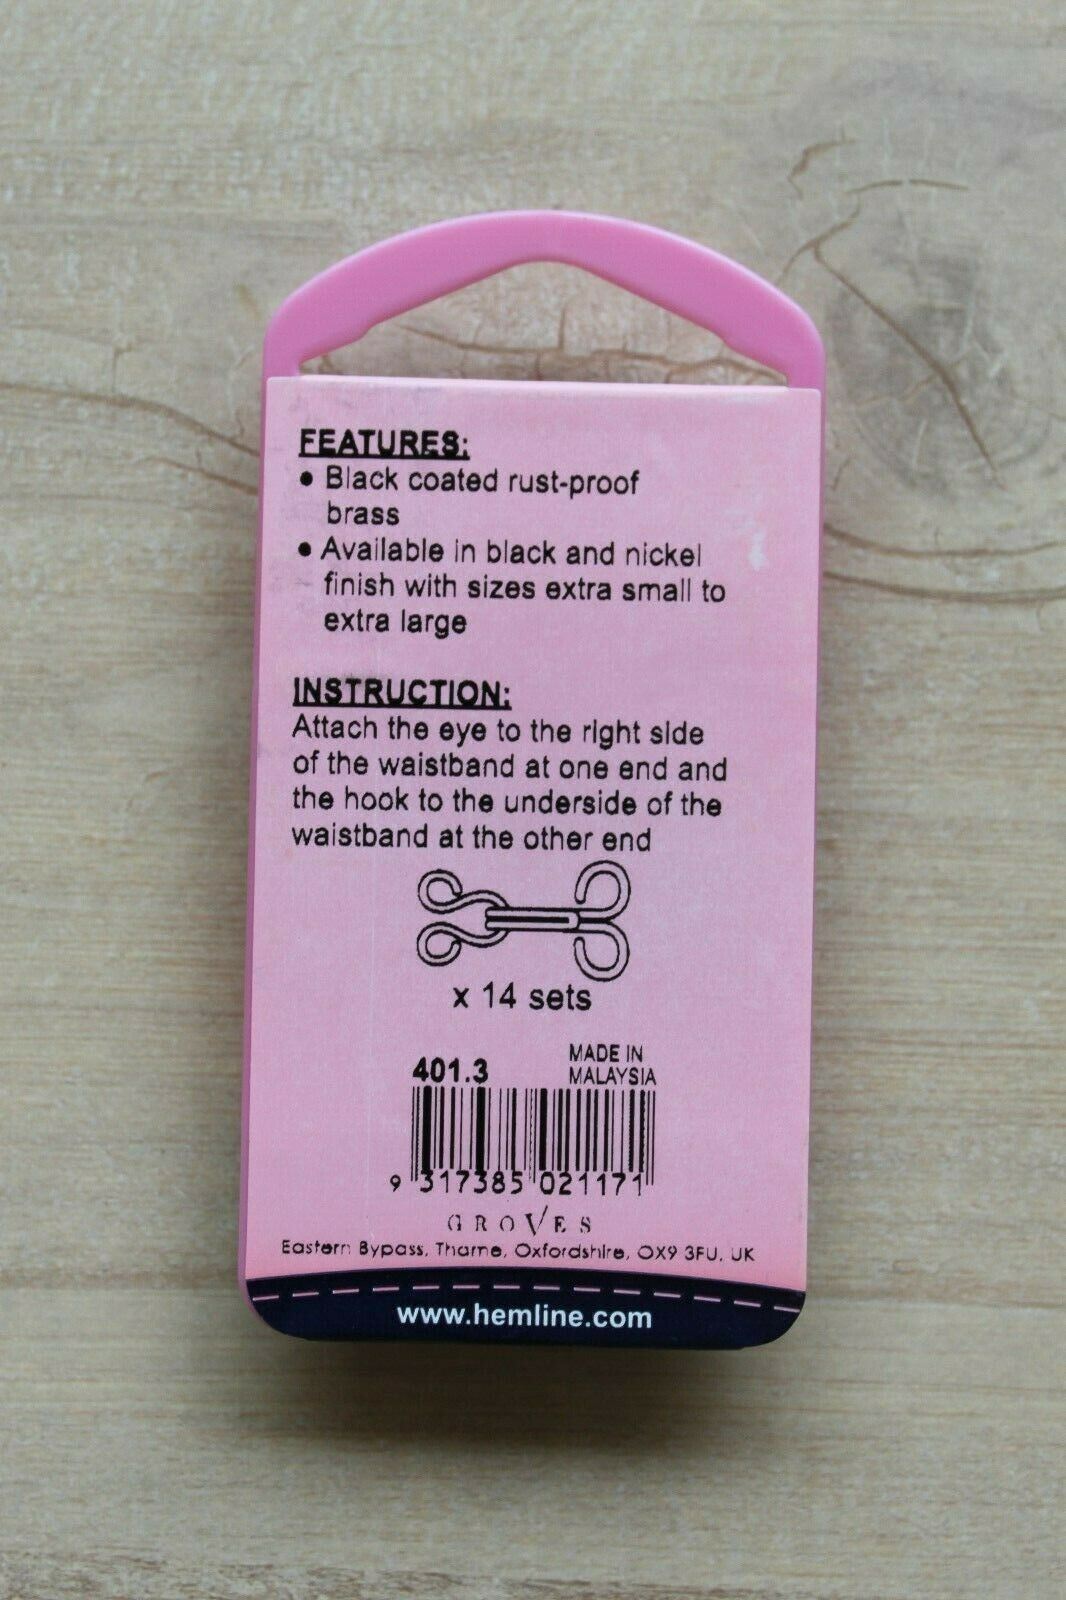 FEATURES:
• Black coated rust-proof
brass
• Available in black and nickel
finish with sizes extra small to
extra large
INSTRUCTION:
Attach the eye to the right side
of the waistband at one end and
the hook to the underside of the
waistband at the other end
x 14 sets
401.3
MADE IN
MALAYSIA
9 317385 021171
GROVES
Eastern Bypass, Thame, Oxfordshire, OX9 3FU, UK
www.hemline.com